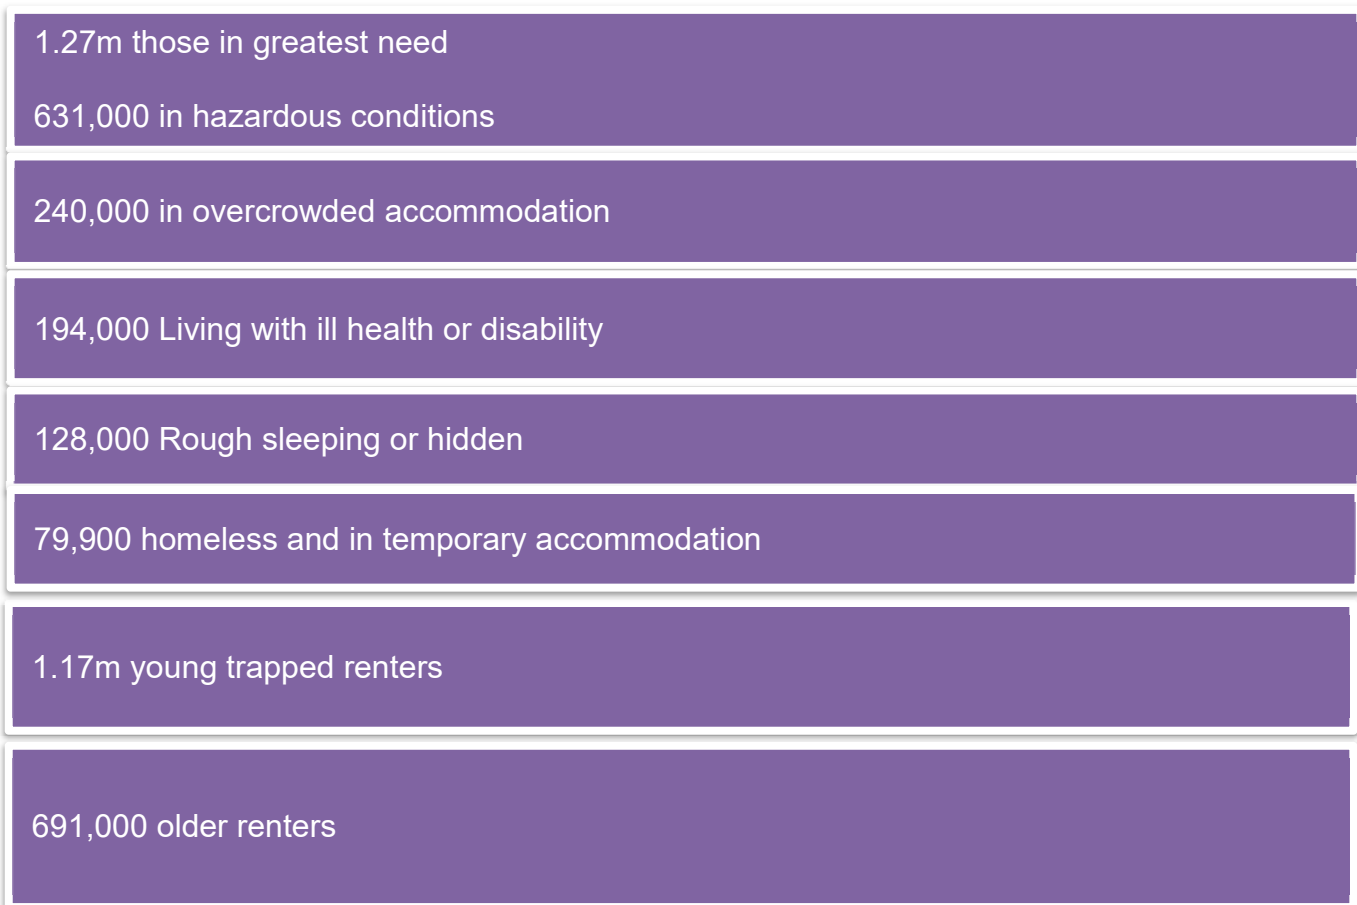 1.27m those in greatest need
631,000 in hazardous conditions
240,000 in overcrowded accommodation
194,000 Living with ill health or disability
128,000 Rough sleeping or hidden
79,900 homeless and in temporary accommodation
1.17m young trapped renters
691,000 older renters